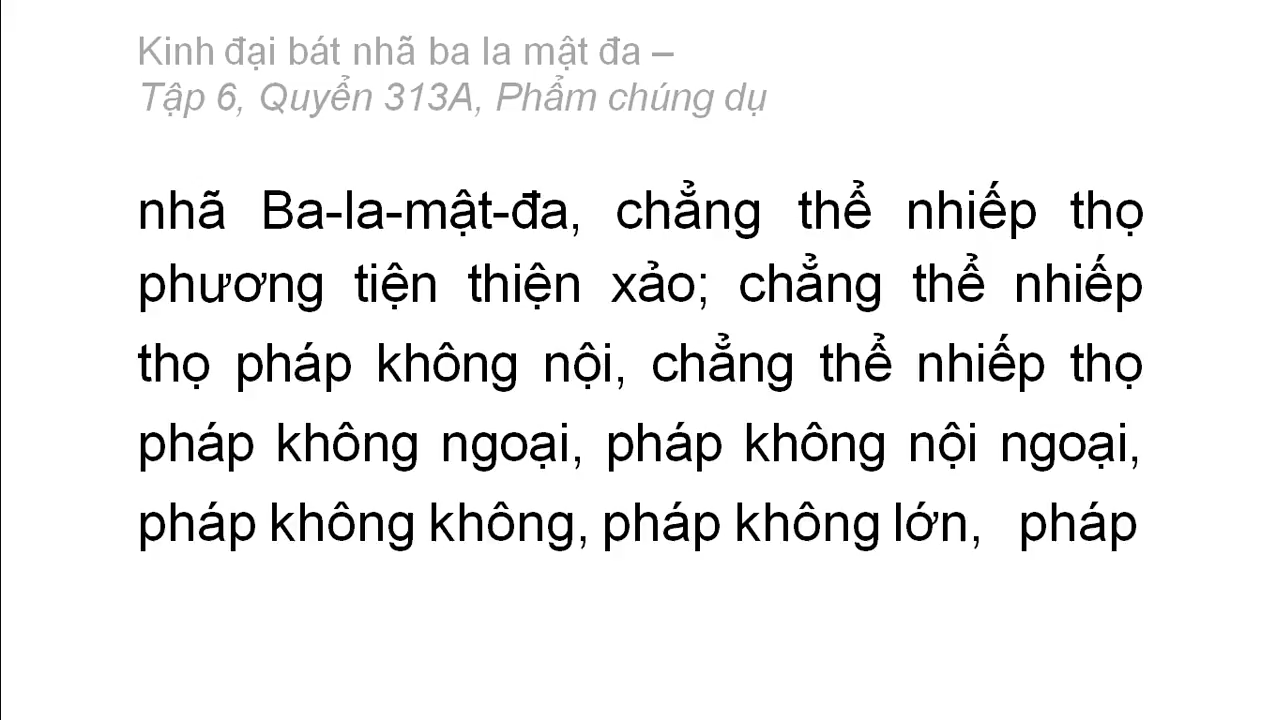 Kinh đại bát nhã ba la mật đa –
Tập 6, Quyển 313A, Phẩm chúng dụ
nhã Ba-la-mật-đa, chẳng thể nhiếp thọ
phương tiện thiện xảo; chẳng thể nhiếp
thọ pháp không nội, chẳng thể nhiếp thọ
pháp không ngoại, pháp không nội ngoại,
pháp không không, pháp không lớn, pháp